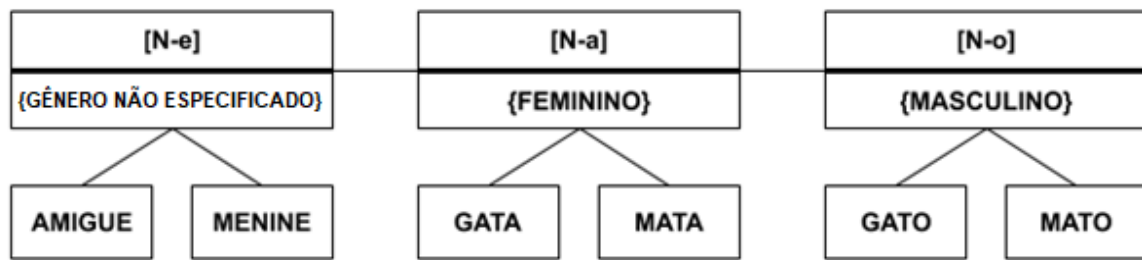 [N-e]
[N-a]
[N-o]
{GÊNERO NÃO ESPECIFICADO}
{FEMININO}
{MASCULINO}
AMIGUE
MENINE
GATA
MATA
GATO
MATO